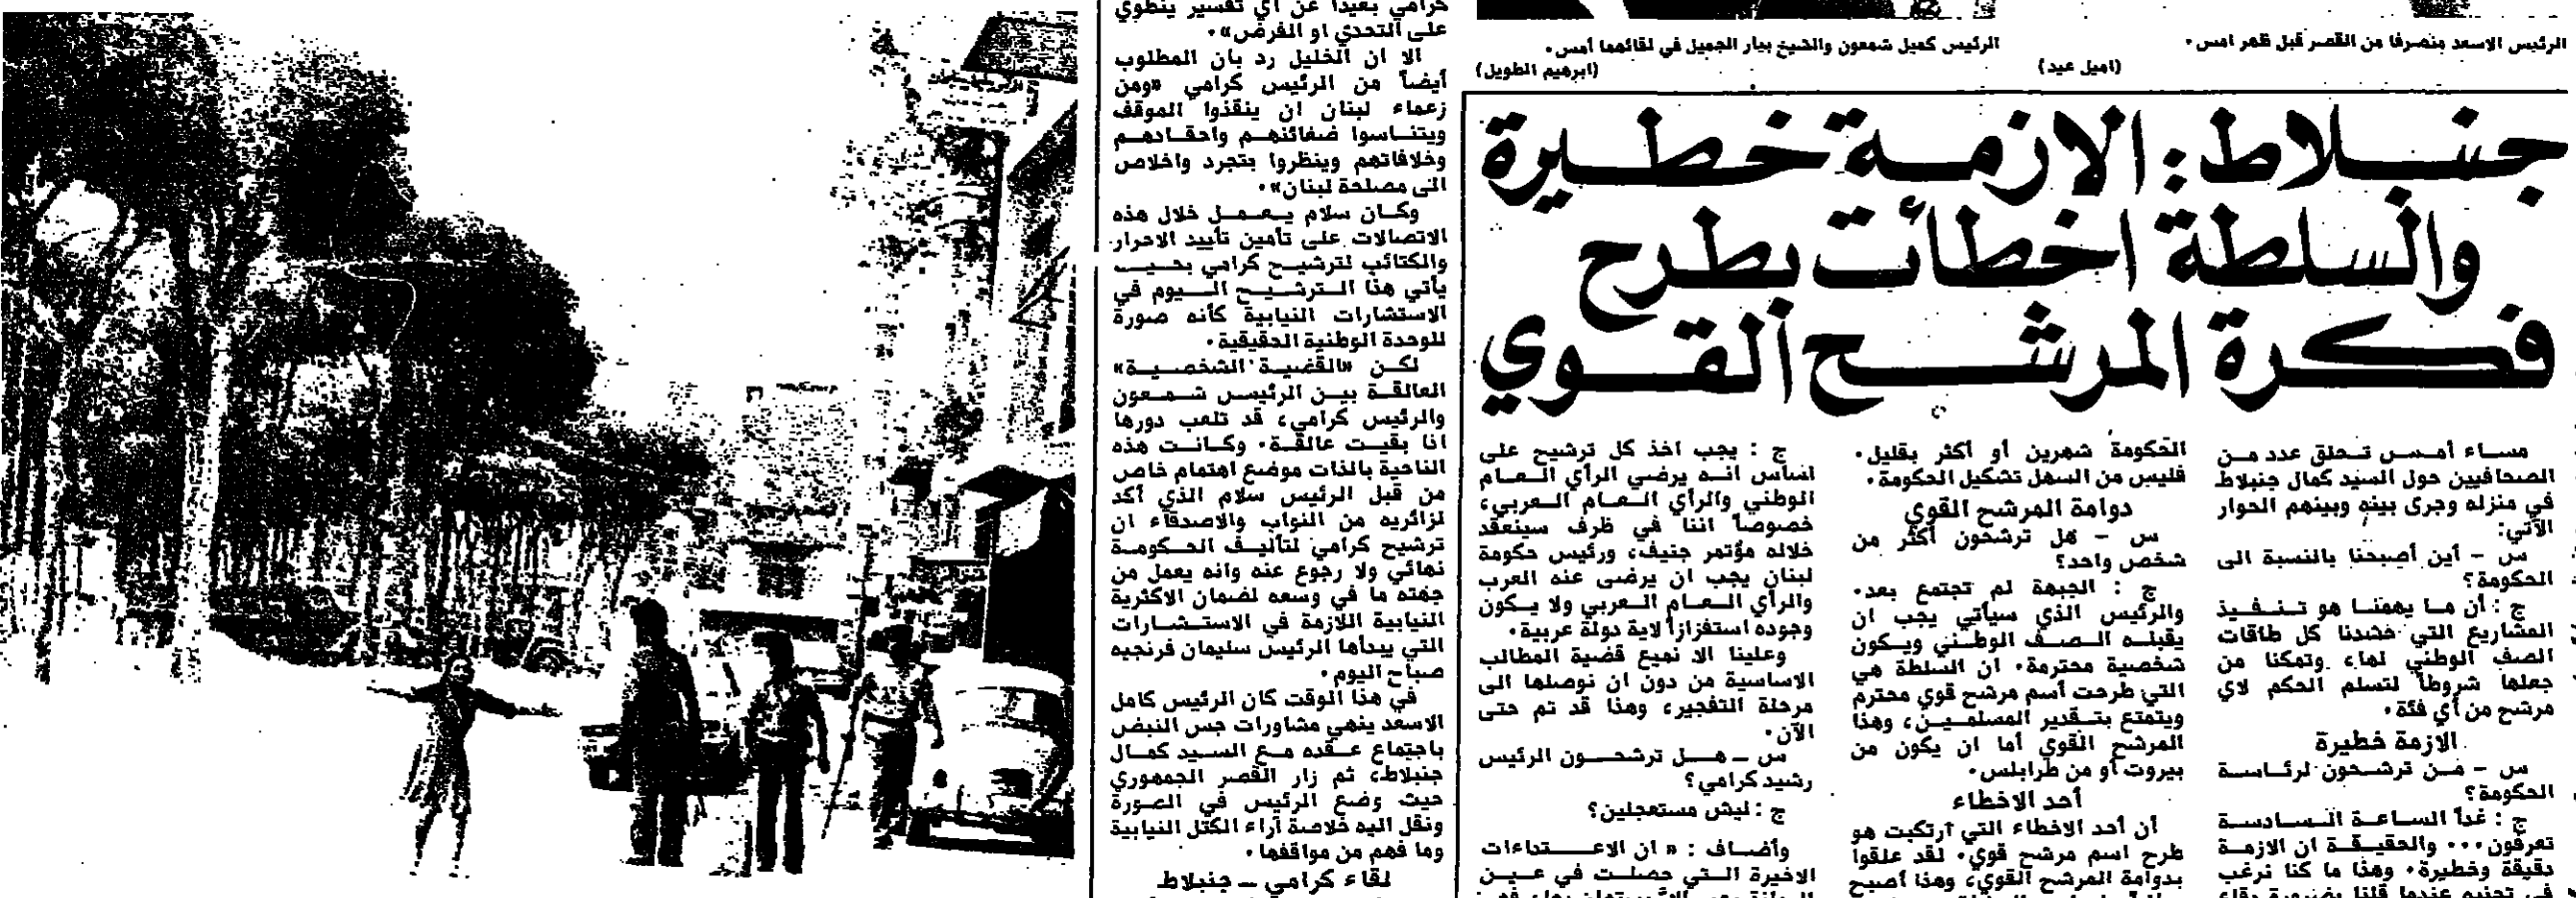 الرئيس الاسعد منصرفا من القصر قبل ظهر امس.
(اميل عيد)
الرئيس كميل شمعون والشيخ بيار الجميل في لقائهما أمس.
(ابرهيم الطويل)
جنبلاط: الازمة خطيرة
والسلطة اخطأت بطرح
فكرة المرشح القوي
مساء أمس تحلق عدد من
الصحافيين حول السيد كمال جنبلاط
في منزله وجرى بينه وبينهم الحوار
الآتي:
س - أين أصبحنا بالنسبة الى
الحكومة؟
ج : أن ما يهمنا هو تنفيذ
المشاريع التي حشدنا كل طاقات
الصف الوطني لها، وتمكنا من
جعلها شروطاً لتسلم الحكم لاي
مرشح من أي فئة.
الازمة خطيرة
س - من ترشحون لرئاسة
الحكومة؟
ج : غداً الساعة السادسة
تعرفون... والحقيقة ان الازمة
دقيقة وخطيرة. وهذا ما كنا نرغب
في تجنبه عندما قلنا بضرورة بقاء
الحكومة شهرين أو أكثر بقليل.
فليس من السهل تشكيل الحكومة.
دوامة المرشح القوي
س - هل ترشحون أكثر من
شخص واحد؟
ج : الجبهة لم تجتمع بعد.
والرئيس الذي سيأتي يجب ان
يقبله الصف الوطني ويكون
شخصية محترمة. ان السلطة هي
التي طرحت أسم مرشح قوي محترم
ويتمتع بتقدير المسلمين، وهذا
المرشح القوي أما ان يكون من
بيروت أو من طرابلس.
أحد الاخطاء
أن أحد الاخطاء التي ارتكبت هو
طرح اسم مرشح قوي. لقد علقوا
بدوامة المرشح القوي، وهذا أصبح
ج : يجب اخذ كل ترشيح على
اساس انه يرضي الرأي العام
الوطني والرأي العام العربي،
خصوصاً اننا في ظرف سينعقد
خلاله مؤتمر جنيف، ورئيس حكومة
لبنان يجب ان يرضى عنه العرب
والرأي العام العربي ولا يكون
وجوده استفزازاً لاية دولة عربية.
وعلينا الا نميع قضية المطالب
الاساسية من دون ان نوصلها الى
مرحلة التفجير، وهذا قد تم حتى
الآن.
س - هل ترشحون الرئيس
رشيد كرامي؟
ج : ليش مستعجلين؟
وأضاف : « ان الاعتداءات
الاخيرة التي حصلت في عين
كرامي بعيدا عن اي تفسير ينطوي
على التحدي او الفرض».
الا ان الخليل رد بان المطلوب
أيضاً من الرئيس كرامي «ومن
زعماء لبنان ان ينقذوا الموقف
ويتناسوا ضغائنهم واحقادهم
وخلافاتهم وينظروا بتجرد واخلاص
الى مصلحة لبنان».
وكان سلام يعمل خلال هذه
الاتصالات على تأمين تأييد الاحرار
والكتائب لترشيح كرامي بحيث
يأتي هذا الترشيح اليوم في
الاستشارات النيابية كأنه صورة
للوحدة الوطنية الحقيقية.
لكن «القضية الشخصية»
العالقة بين الرئيس شمعون
والرئيس كرامي، قد تلعب دورها
اذا بقيت عالقة. وكانت هذه
الناحية بالذات موضع اهتمام خاص
من قبل الرئيس سلام الذي أكد
لزائريه من النواب والاصدقاء ان
ترشيح كرامي لتأليف الحكومة
نهائي ولا رجوع عنه وانه يعمل من
جهته ما في وسعه لضمان الاكثرية
النيابية اللازمة في الاستشارات
التي يبدأها الرئيس سليمان فرنجيه
صباح اليوم.
في هذا الوقت كان الرئيس كامل
الاسعد ينهي مشاورات جس النبض
باجتماع عقده مع السيد كمال
جنبلاط، ثم زار القصر الجمهوري
حيث وضع الرئيس في الصورة
ونقل اليه خلاصة آراء الكتل النيابية
وما فهم من مواقفها.
لقاء كرامي - جنبلاط